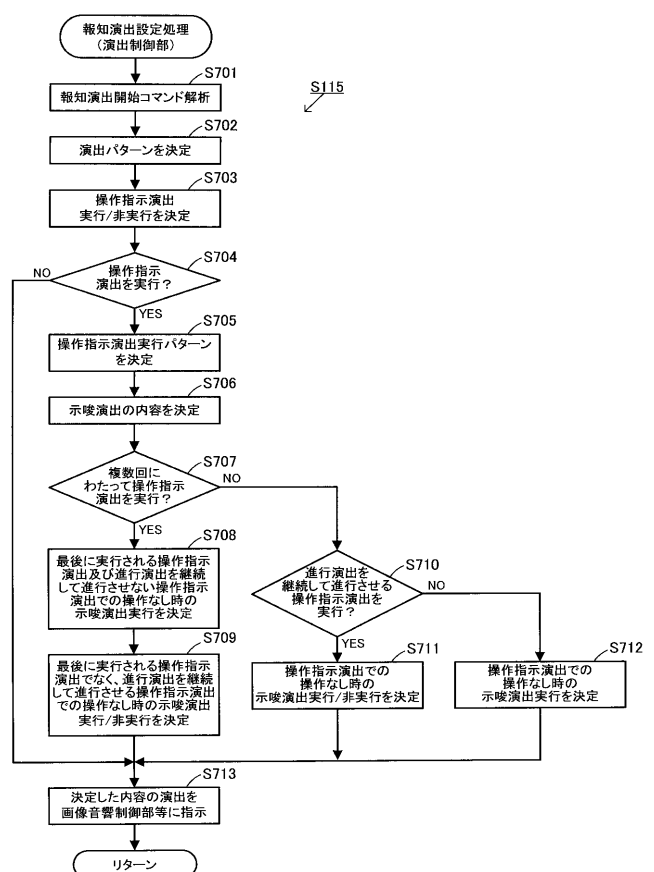 報知演出設定処理
(演出制御部)
S701
報知演出開始コマンド解析
S115
S702
演出パターンを決定
S703
操作指示演出
実行/非実行を決定
S704
操作指示
演出を実行？
NO
YES
S705
操作指示演出実行パターン
を決定
S706
示唆演出の内容を決定
S707
複数回に
わたって操作指示
演出を実行？
NO
YES
S708
最後に実行される操作指示
演出及び進行演出を継続
して進行させない操作指示
演出での操作なし時の
示唆演出実行を決定
S710
進行演出を
継続して進行させる
操作指示演出を
実行？
NO
YES
S709
最後に実行される操作指示
演出でなく、進行演出を継続
して進行させる操作指示演出
での操作なし時の示唆演出
実行/非実行を決定
S711
操作指示演出での
操作なし時の
示唆演出実行/非実行を決定
S712
操作指示演出での
操作なし時の
示唆演出実行を決定
S713
決定した内容の演出を
画像音響制御部等に指示
リターン